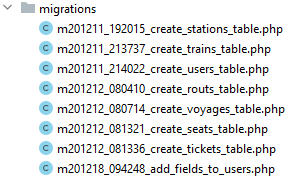 migrations
m201211_192015_create_stations_table.php
m201211_213737_create_trains_table.php
m201211_214022_create_users_table.php
m201212_080410_create_routs_table.php
m201212_080714_create_voyages_table.php
m201212_081321_create_seats_table.php
m201212_081336_create_tickets_table.php
m201218_094248_add_fields_to_users.php